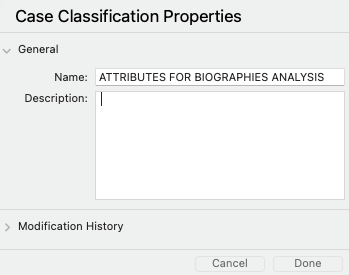 Case Classification Properties
General
Name: ATTRIBUTES FOR BIOGRAPHIES ANALYSIS
Description:
Modification History
Cancel Done